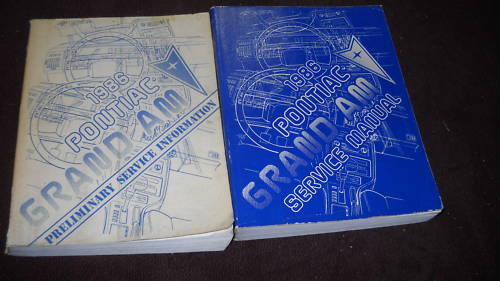 1986
PONTIAC
GRAND AM
PRELIMINARY SERVICE INFORMATION
1986
PONTIAC
GRAND AM
SERVICE MANUAL